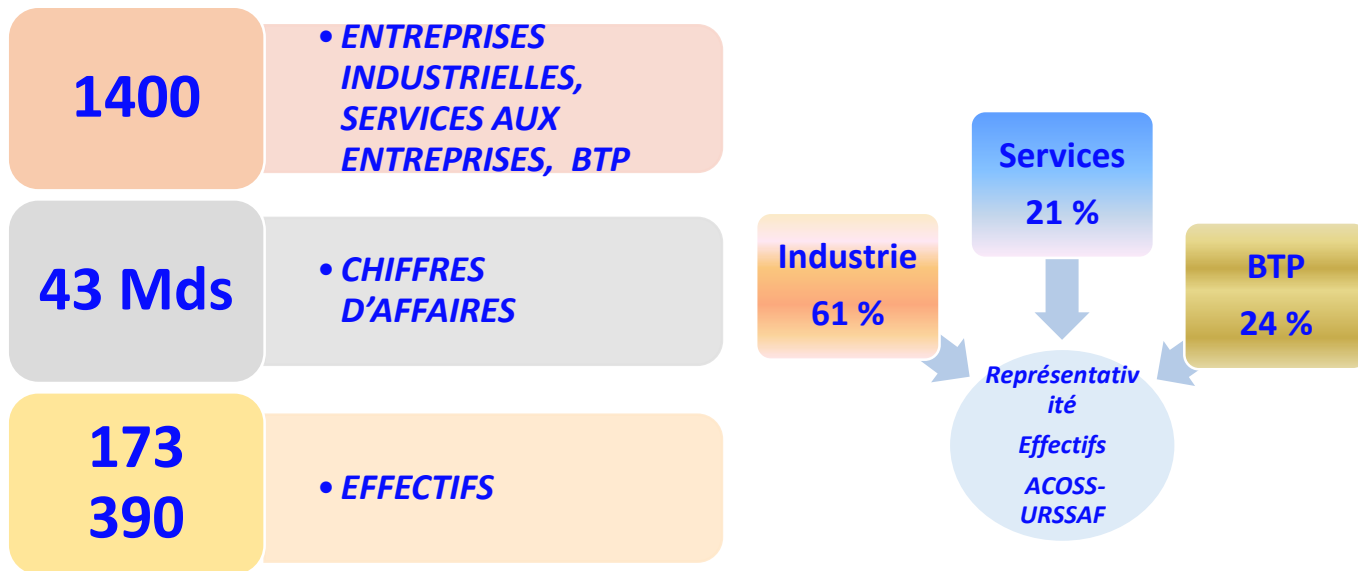 1400
• ENTREPRISES
INDUSTRIELLES,
SERVICES AUX
ENTREPRISES, BTP
43 Mds
• CHIFFRES
D’AFFAIRES
173
390
• EFFECTIFS
Services
21 %
Industrie
61 %
BTP
24 %
Représentativ
ité
Effectifs
ACOSS-
URSSAF